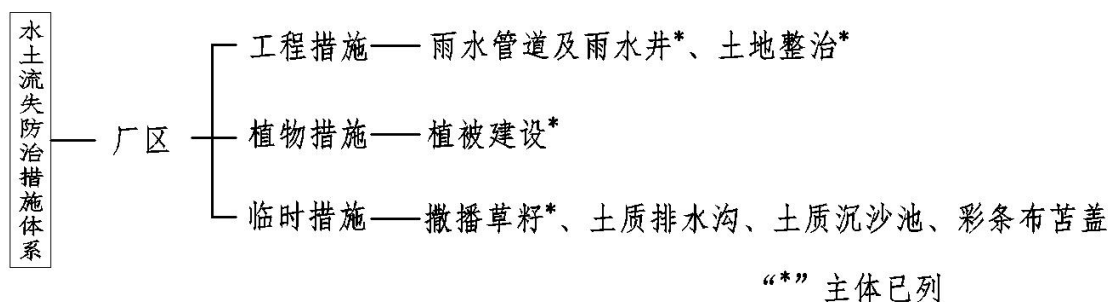 水土流失防治措施体系
厂区
工程措施——雨水管道及雨水井*、土地整治*
植物措施——植被建设*
临时措施——撒播草籽*、土质排水沟、土质沉沙池、彩条布苫盖
“*”主体已列